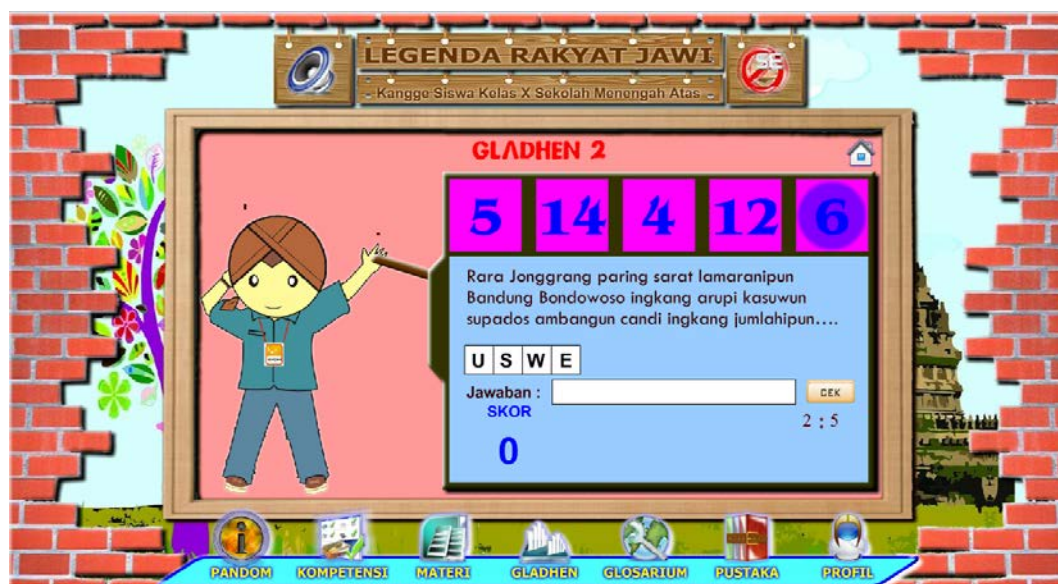 LEGENDA RAKYAT JAWI
Kangge Siswa Kelas X Sekolah Menengah Atas
GLADHEN 2
5 14 4 12 6
Rara Jonggrang paring sarat lamaranipun
Bandung Bondowoso ingkang arupi kasuwun
supados ambangun candi ingkang jumlahipun....
U S W E
Jawaban :
CEK
SKOR
2 : 5
0
PANDOM KOMPETENSI MATERI GLADHEN GLOSARIUM PUSTAKA PROFIL